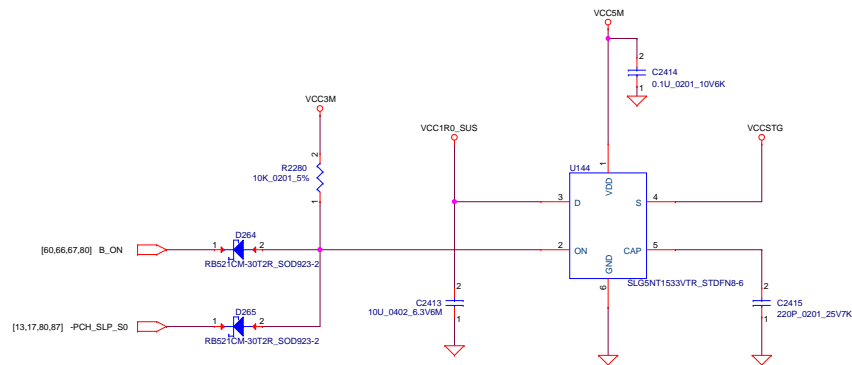 VCC5M
2
C2414
0.1U_0201_10V6K
1
VCC3M
VCC1R0_SUS
VCCSTG
2
R2280
10K_0201_5%
1
U144
1
VDD
3
D
S
4
[60,66,67,80] B_ON
1
D264
2
RB521CM-30T2R_SOD923-2
2
ON
CAP
5
GND
6
SLG5NT1533VTR_STDFN8-6
2
C2413
10U_0402_6.3V6M
1
2
C2415
220P_0201_25V7K
1
[13,17,80,87] -PCH_SLP_S0
1
D265
2
RB521CM-30T2R_SOD923-2